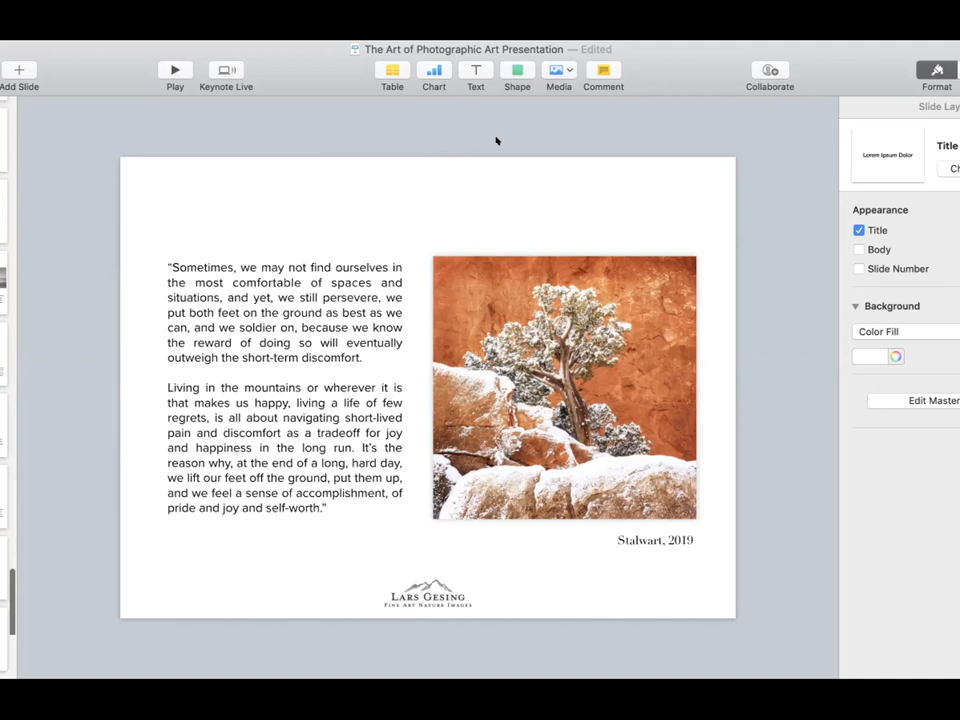 The Art of Photographic Art Presentation — Edited
Add Slide
Play
Keynote Live
Table
Chart
Text
Shape
Media
Comment
Collaborate
Format
Slide Lay
Lorem Ipsum Dolor
Title
Ch
Appearance
Title
Body
Slide Number
Background
Color Fill
Edit Master
“Sometimes, we may not find ourselves in
the most comfortable of spaces and
situations, and yet, we still persevere, we
put both feet on the ground as best as we
can, and we soldier on, because we know
the reward of doing so will eventually
outweigh the short-term discomfort.
Living in the mountains or wherever it is
that makes us happy, living a life of few
regrets, is all about navigating short-lived
pain and discomfort as a tradeoff for joy
and happiness in the long run. It’s the
reason why, at the end of a long, hard day,
we lift our feet off the ground, put them up,
and we feel a sense of accomplishment, of
pride and joy and self-worth.”
Stalwart, 2019
Lars Gesing
Fine Art Nature Images